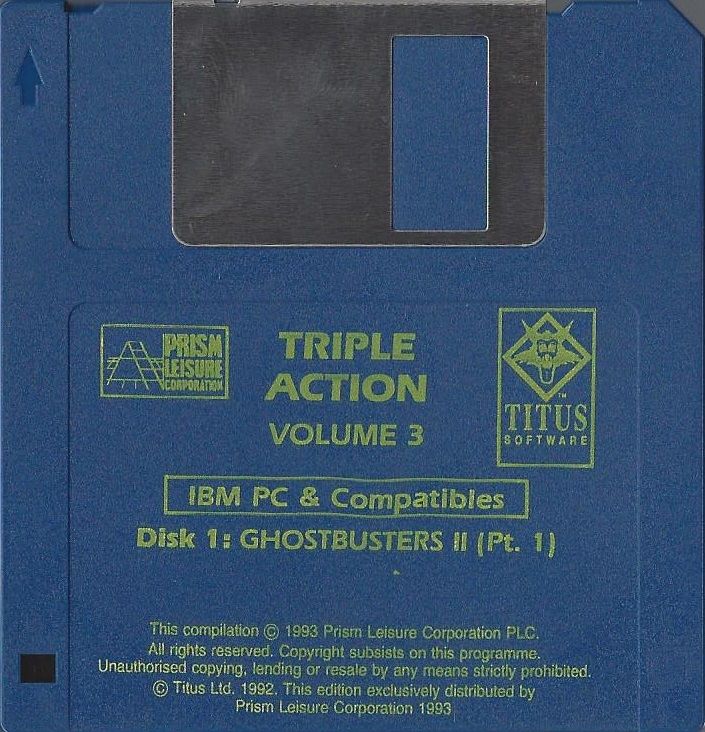 PRISM
LEISURE
CORPORATION
TRIPLE
ACTION
VOLUME 3
TITUS
™
SOFTWARE
IBM PC & Compatibles
Disk 1: GHOSTBUSTERS II (Pt. 1)
This compilation © 1993 Prism Leisure Corporation PLC.
All rights reserved. Copyright subsists on this programme.
Unauthorised copying, lending or resale by any means strictly prohibited.
© Titus Ltd. 1992. This edition exclusively distributed by
Prism Leisure Corporation 1993